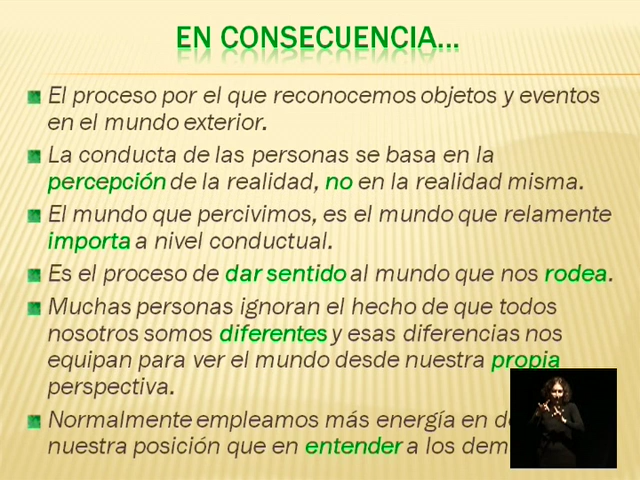 EN CONSECUENCIA...
El proceso por el que reconocemos objetos y eventos
en el mundo exterior.
La conducta de las personas se basa en la
percepción de la realidad, no en la realidad misma.
El mundo que percivimos, es el mundo que relamente
importa a nivel conductual.
Es el proceso de dar sentido al mundo que nos rodea.
Muchas personas ignoran el hecho de que todos
nosotros somos diferentes y esas diferencias nos
equipan para ver el mundo desde nuestra propia
perspectiva.
Normalmente empleamos más energía en
nuestra posición que en entender a los